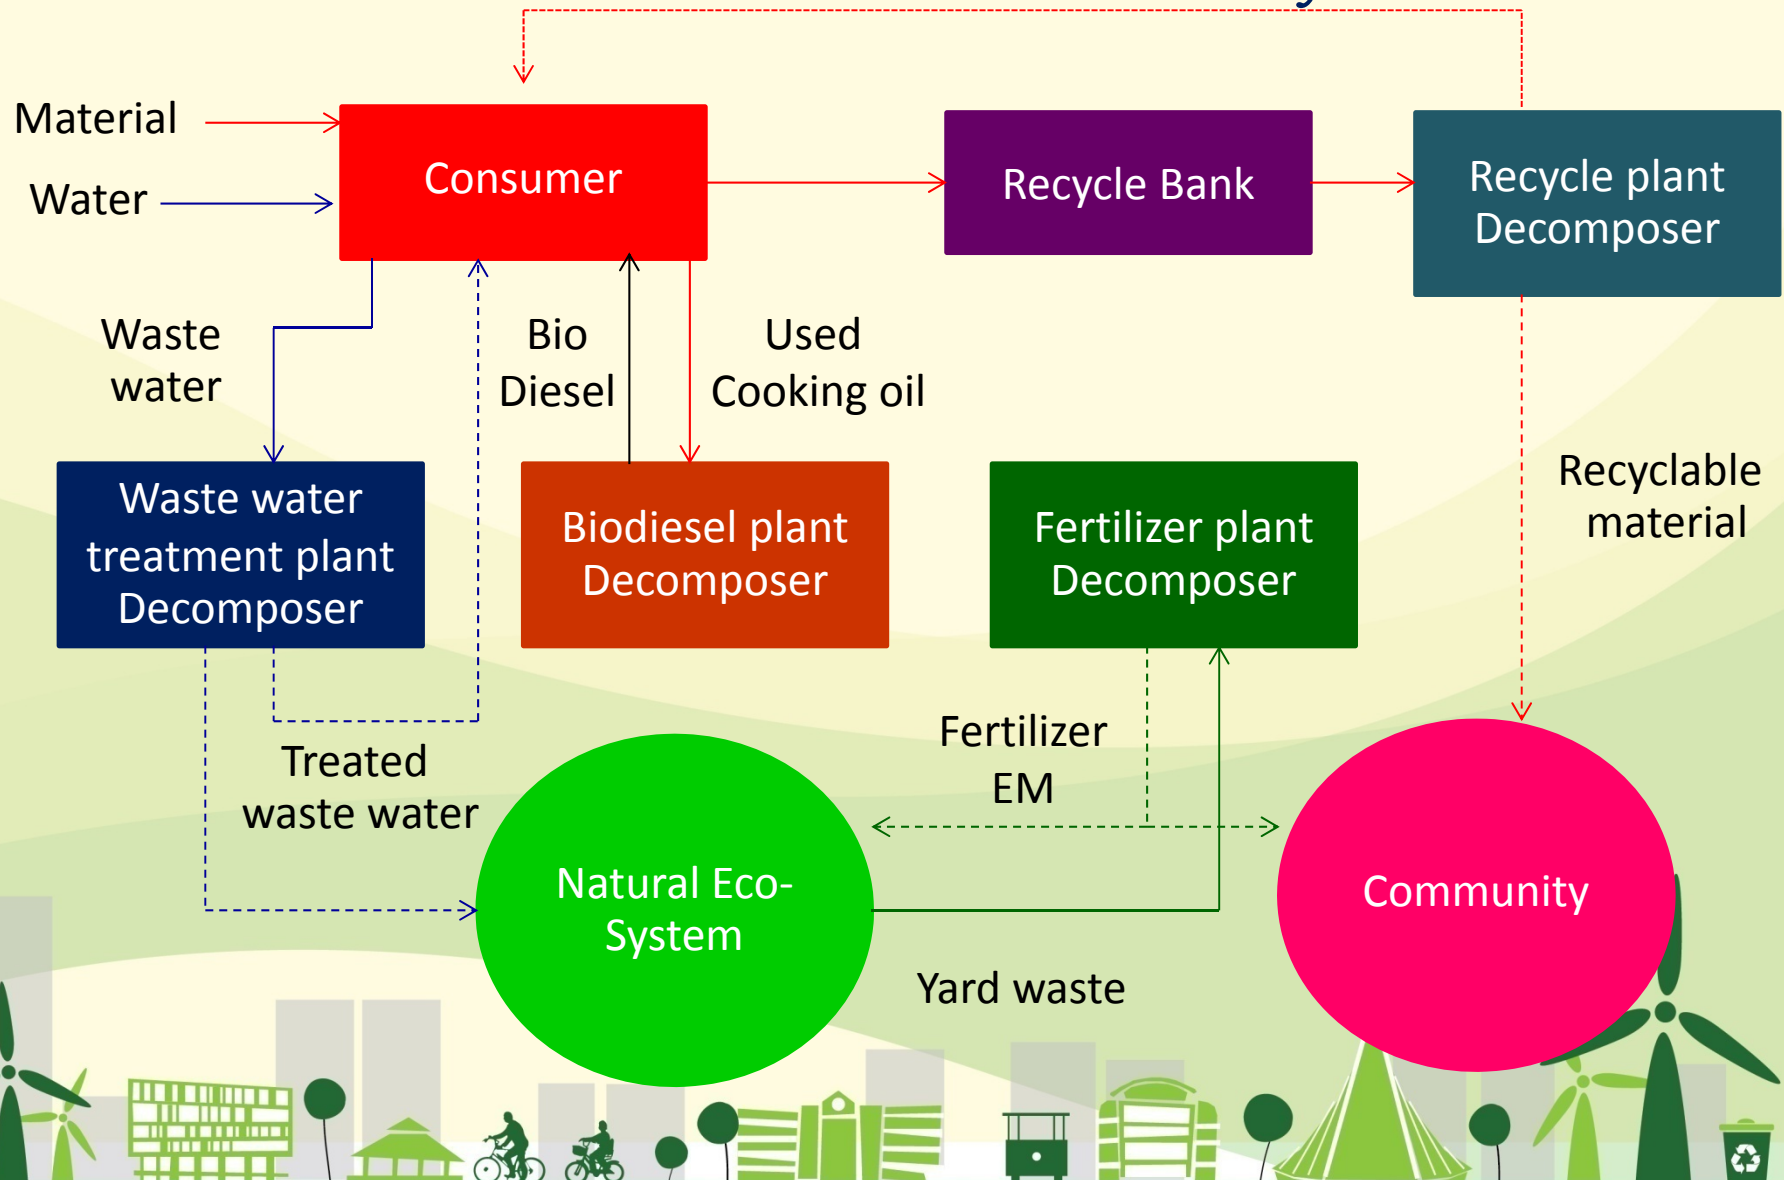 Material
Water
Consumer
Recycle Bank
Recycle plant
Decomposer
Waste
water
Bio
Diesel
Used
Cooking oil
Recyclable
material
Waste water
treatment plant
Decomposer
Biodiesel plant
Decomposer
Fertilizer plant
Decomposer
Treated
waste water
Fertilizer
EM
Natural Eco-
System
Community
Yard waste